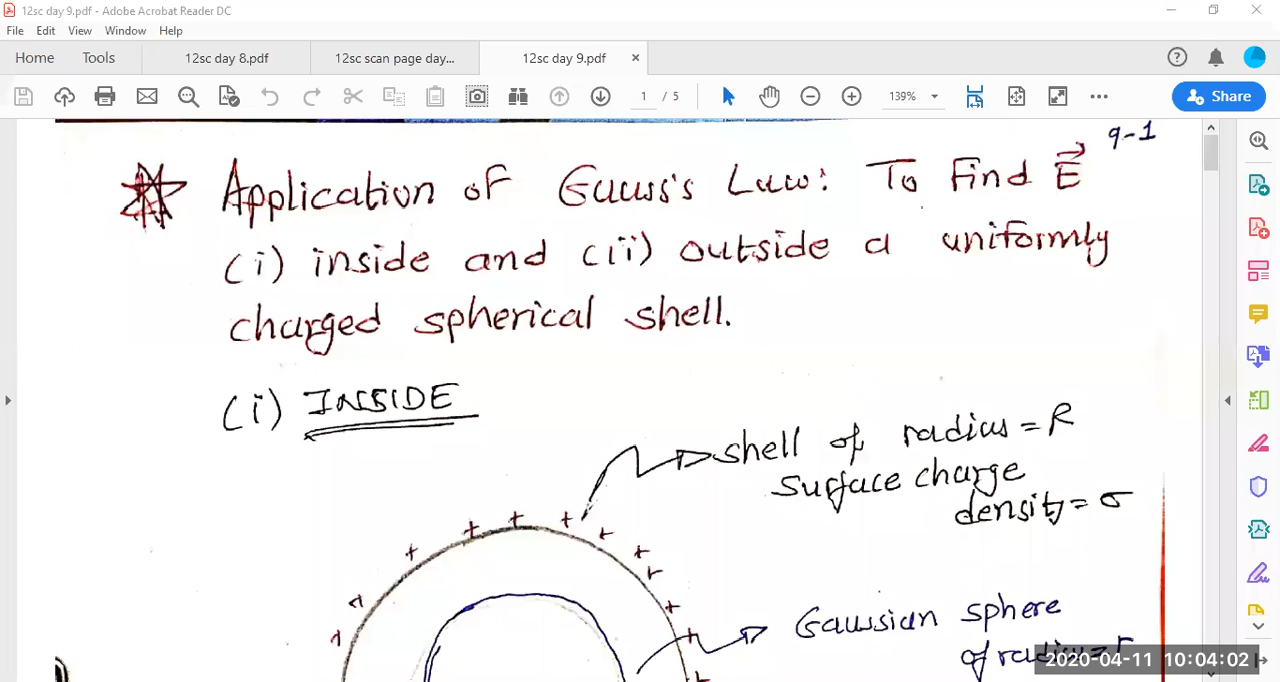 12sc day 9.pdf - Adobe Acrobat Reader DC
File Edit View Window Help
Home Tools 12sc day 8.pdf 12sc scan page day... 12sc day 9.pdf ×
1 / 5 139% Share
9-1
Application of Gauss's Law: To Find E⃗
(i) inside and (ii) outside a uniformly
charged spherical shell.
(i) INSIDE
shell of radius = R
surface charge
density = σ
Gaussian sphere
of radius = r
2020-04-11 10:04:02